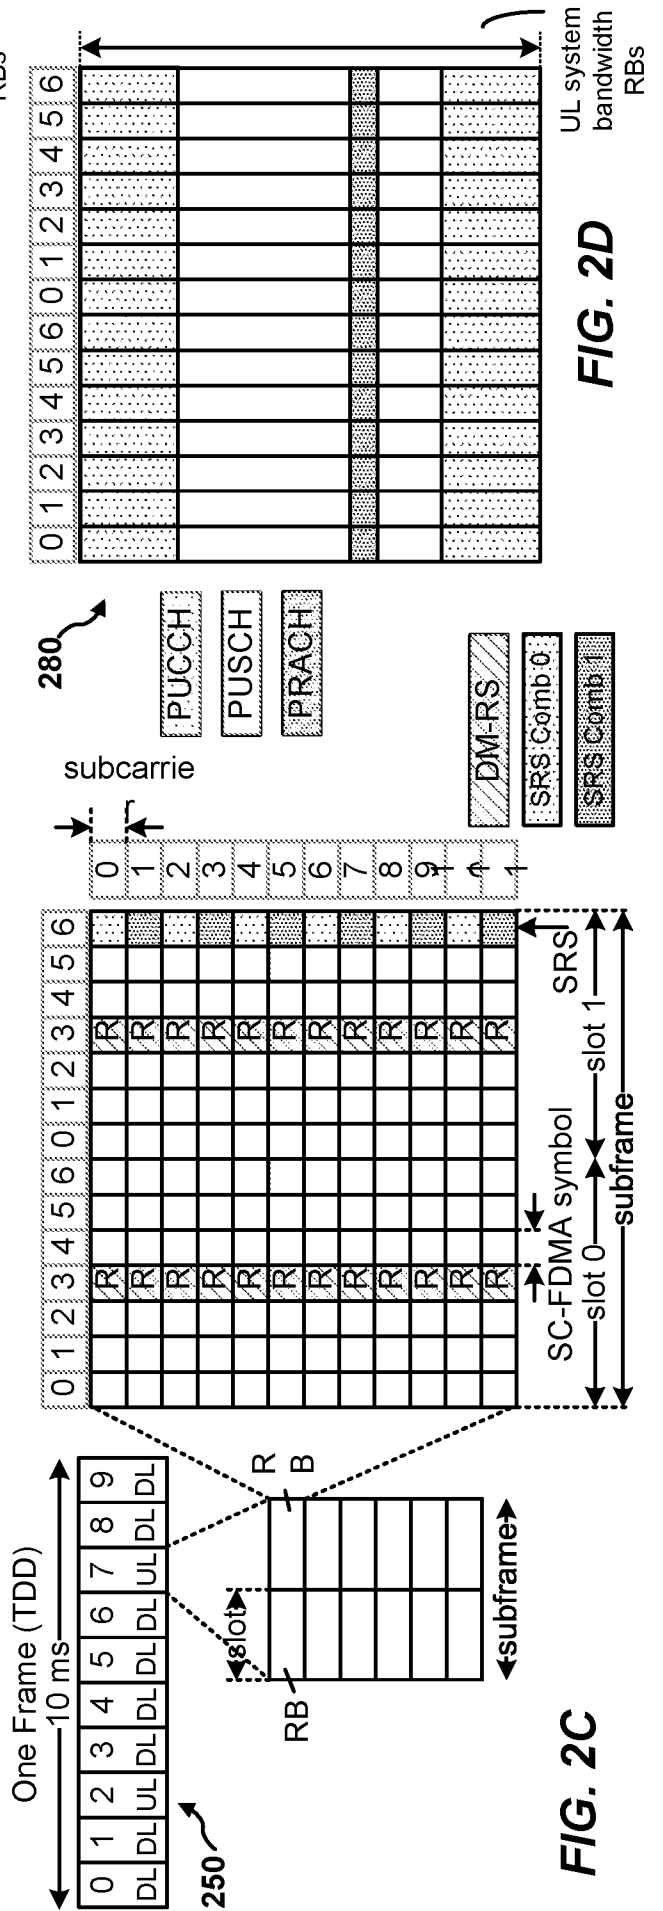 One Frame (TDD)
10 ms
0 1 2 3 4 5 6 7 8 9
DL DL UL DL DL DL DL UL DL DL
250
slot
RB
R
B
subframe
FIG. 2C
0 1 2 3 4 5 6 0 1 2 3 4 5 6
subcarrie
r
0
1
2
3
4
5
6
7
8
9
1
1
R R
R R
R R
R R
R R
R R
R R
R R
R R
R R
R R
R R
SC-FDMA symbol
SRS
slot 0
slot 1
subframe
DM-RS
SRS Comb 0
SRS Comb 1
280
PUCCH
PUSCH
PRACH
0 1 2 3 4 5 6 0 1 2 3 4 5 6
UL system
bandwidth
RBs
FIG. 2D
RBs